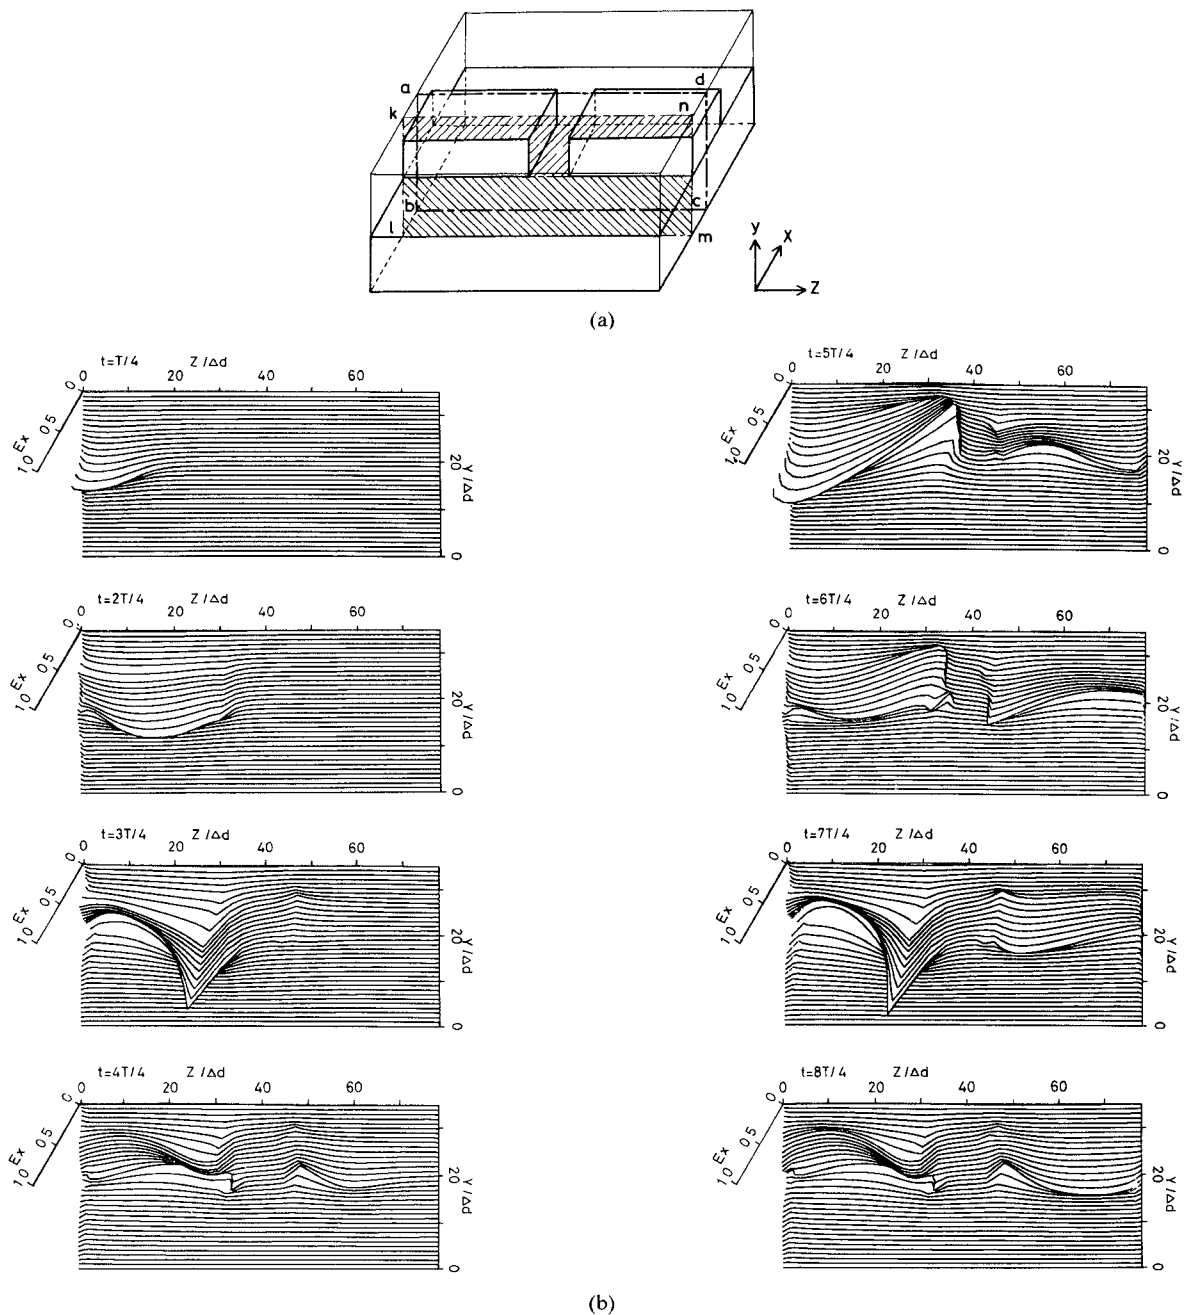 a
d
k
n
b
c
l
m
y
X
Z
(a)
t=T/4 Z/Δd
0 20 40 60
0 0.5 1.0 Ex
20 0 Y/Δd
t=5T/4 Z/Δd
0 20 40 60
0 0.5 1.0 Ex
20 0 Y/Δd
t=2T/4 Z/Δd
0 20 40 60
0 0.5 1.0 Ex
20 0 Y/Δd
t=6T/4 Z/Δd
0 20 40 60
0 0.5 1.0 Ex
20 0 Y/Δd
t=3T/4 Z/Δd
0 20 40 60
0 0.5 1.0 Ex
20 0 Y/Δd
t=7T/4 Z/Δd
0 20 40 60
0 0.5 1.0 Ex
20 0 Y/Δd
t=4T/4 Z/Δd
0 20 40 60
0 0.5 1.0 Ex
20 0 Y/Δd
t=8T/4 Z/Δd
0 20 40 60
0 0.5 1.0 Ex
20 0 Y/Δd
(b)